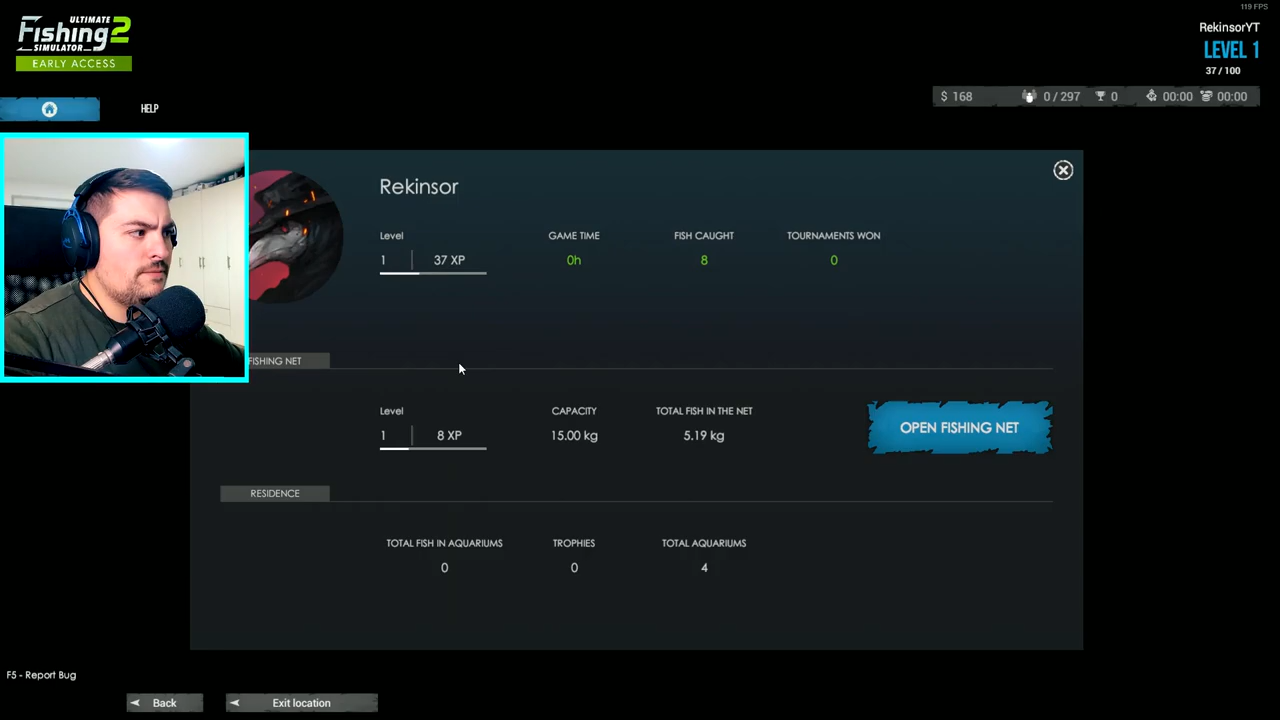 119 FPS
ULTIMATE
Fishing 2
SIMULATOR
EARLY ACCESS
RekinsorYT
LEVEL 1
37 / 100
$ 168 0 / 297 0 00:00 00:00
HELP
Rekinsor
Level GAME TIME FISH CAUGHT TOURNAMENTS WON
1 37 XP 0h 8 0
FISHING NET
Level CAPACITY TOTAL FISH IN THE NET
1 8 XP 15.00 kg 5.19 kg
OPEN FISHING NET
RESIDENCE
TOTAL FISH IN AQUARIUMS TROPHIES TOTAL AQUARIUMS
0 0 4
F5 - Report Bug
Back Exit location